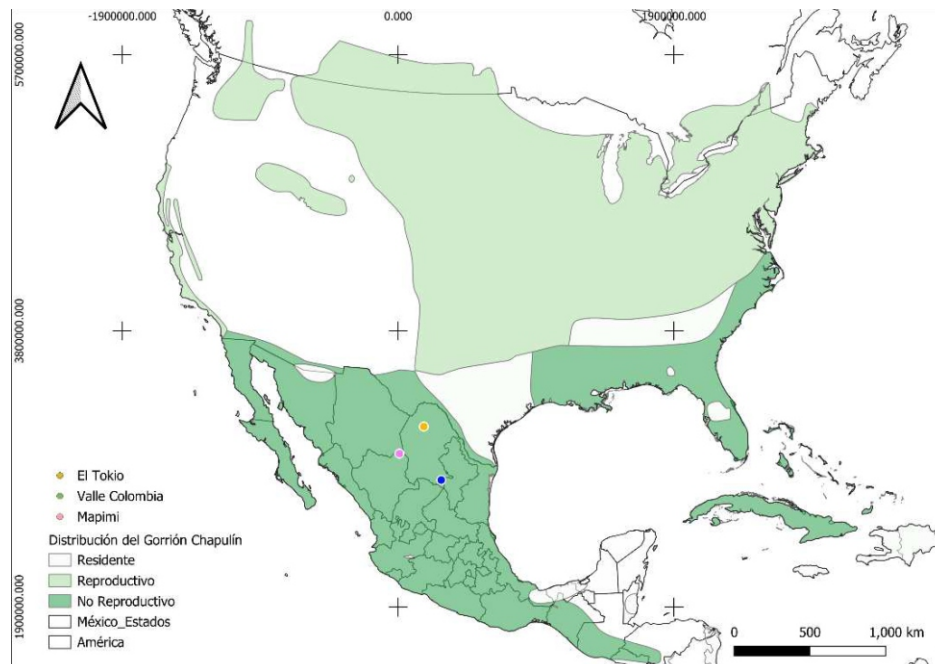 -1900000.000 0.000 1900000.000
5700000.000
3800000.000
1900000.000
El Tokio
Valle Colombia
Mapimi
Distribución del Gorrión Chapulín
Residente
Reproductivo
No Reproductivo
México_Estados
América
0 500 1,000 km